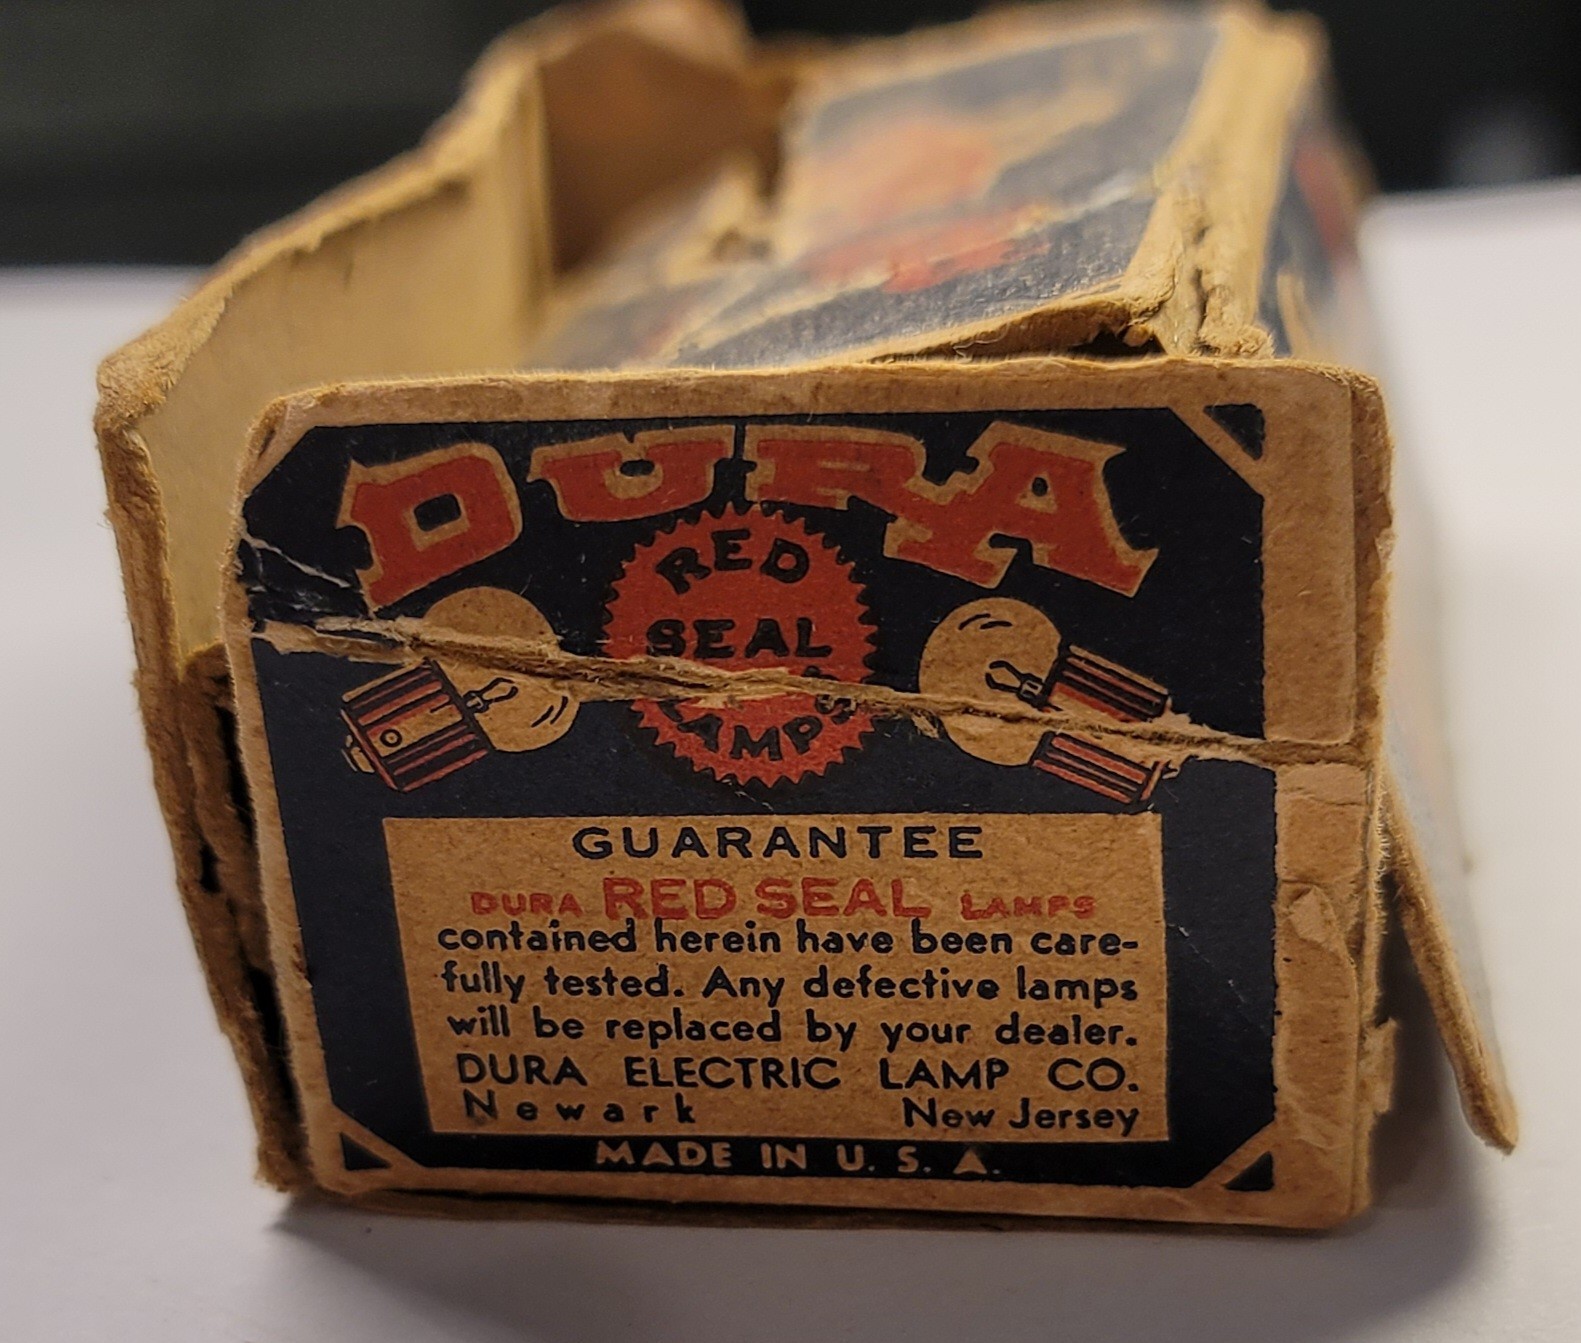 DURA
RED
SEAL
LAMPS
GUARANTEE
DURA RED SEAL LAMPS
contained herein have been care-
fully tested. Any defective lamps
will be replaced by your dealer.
DURA ELECTRIC LAMP CO.
Newark New Jersey
MADE IN U. S. A.